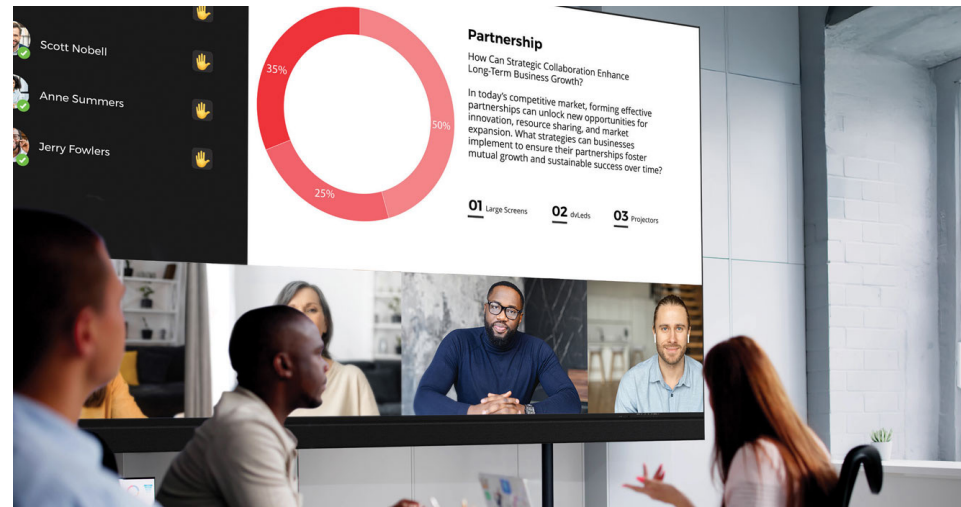 Scott Nobell
Anne Summers
Jerry Fowlers
35%
50%
25%
Partnership
How Can Strategic Collaboration Enhance
Long-Term Business Growth?
In today's competitive market, forming effective
partnerships can unlock new opportunities for
innovation, resource sharing, and market
expansion. What strategies can businesses
implement to ensure their partnerships foster
mutual growth and sustainable success over time?
01 Large Screens
02 dvLeds
03 Projectors